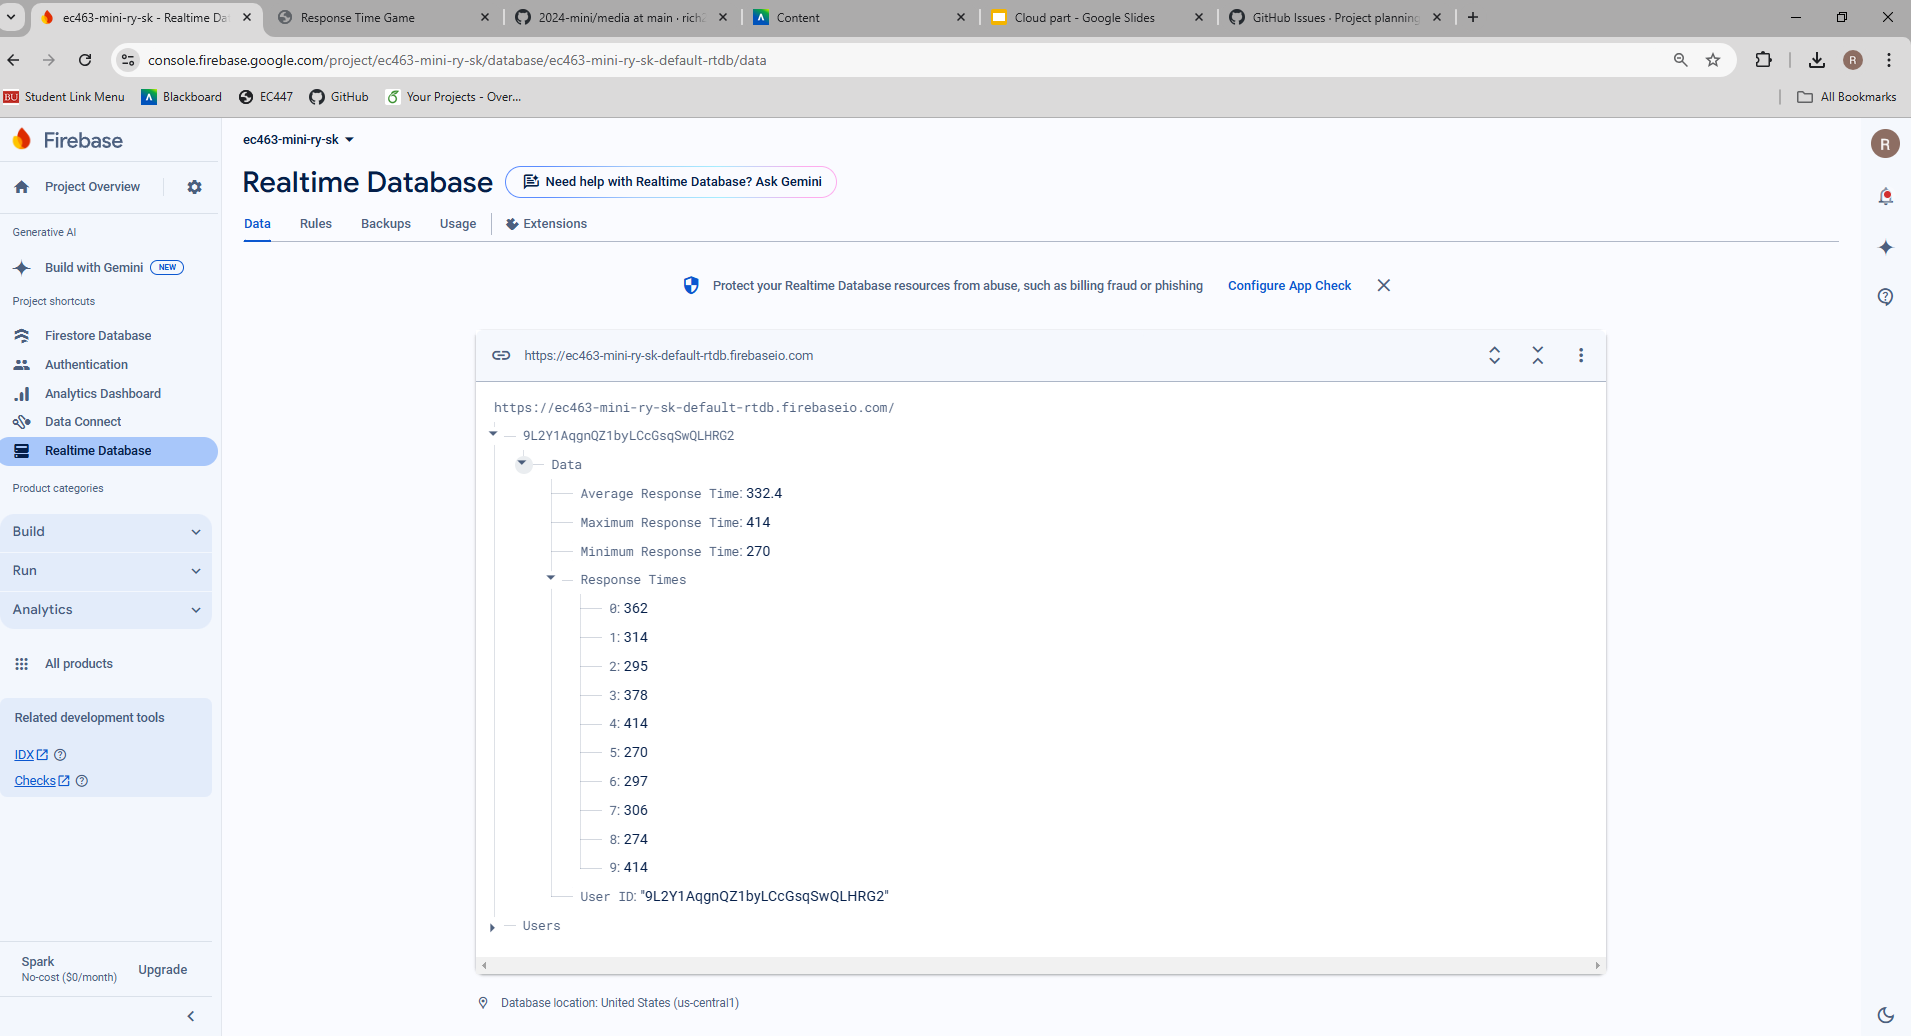 ec463-mini-ry-sk - Realtime Dat
Response Time Game
2024-mini/media at main · rich2
Content
Cloud part - Google Slides
GitHub Issues · Project planning
console.firebase.google.com/project/ec463-mini-ry-sk/database/ec463-mini-ry-sk-default-rtdb/data
R
BU Student Link Menu
Blackboard
EC447
GitHub
Your Projects - Over...
All Bookmarks
Firebase
ec463-mini-ry-sk
R
Project Overview
Realtime Database
Need help with Realtime Database? Ask Gemini
Data
Rules
Backups
Usage
Extensions
Generative AI
Build with Gemini NEW
Project shortcuts
Firestore Database
Authentication
Analytics Dashboard
Data Connect
Realtime Database
Product categories
Build
Run
Analytics
All products
Related development tools
IDX
Checks
Spark
No-cost ($0/month)
Upgrade
Protect your Realtime Database resources from abuse, such as billing fraud or phishing
Configure App Check
https://ec463-mini-ry-sk-default-rtdb.firebaseio.com
https://ec463-mini-ry-sk-default-rtdb.firebaseio.com/
9L2Y1AqgnQZ1byLCcGsqSwQLHRG2
Data
Average Response Time: 332.4
Maximum Response Time: 414
Minimum Response Time: 270
Response Times
0: 362
1: 314
2: 295
3: 378
4: 414
5: 270
6: 297
7: 306
8: 274
9: 414
User ID: "9L2Y1AqgnQZ1byLCcGsqSwQLHRG2"
Users
Database location: United States (us-central1)